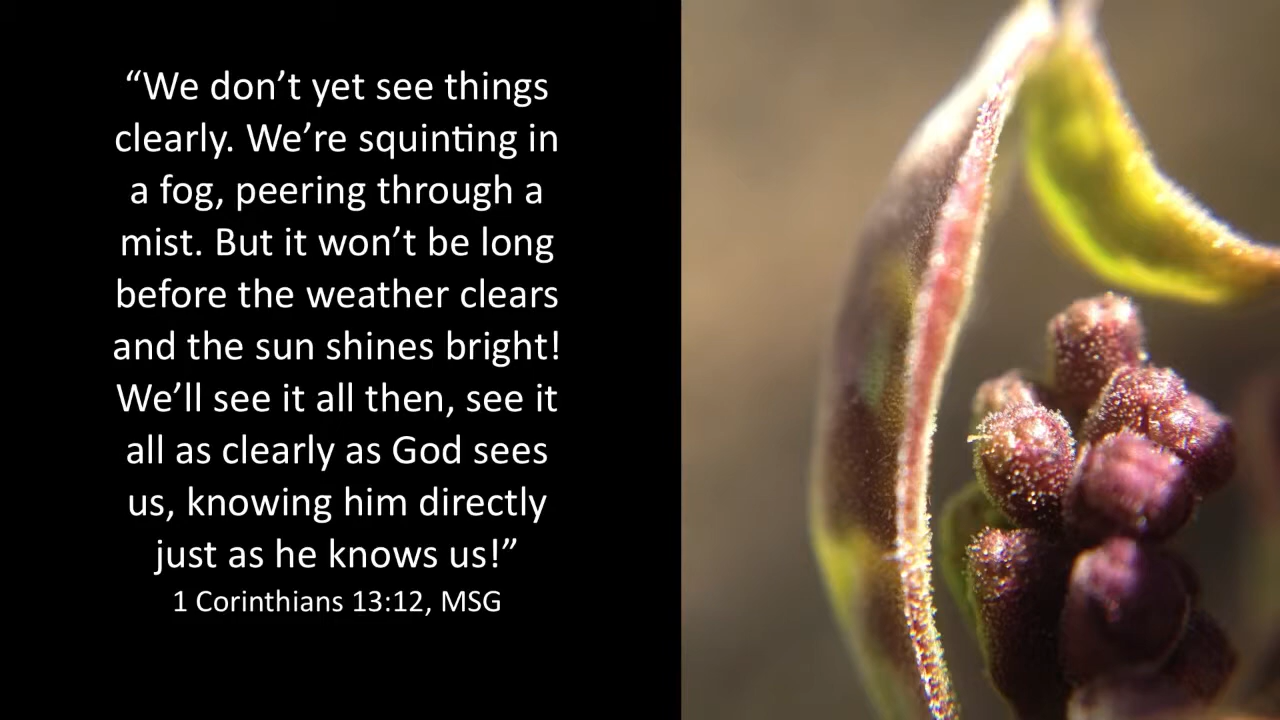 “We don’t yet see things
clearly. We’re squinting in
a fog, peering through a
mist. But it won’t be long
before the weather clears
and the sun shines bright!
We’ll see it all then, see it
all as clearly as God sees
us, knowing him directly
just as he knows us!”
1 Corinthians 13:12, MSG